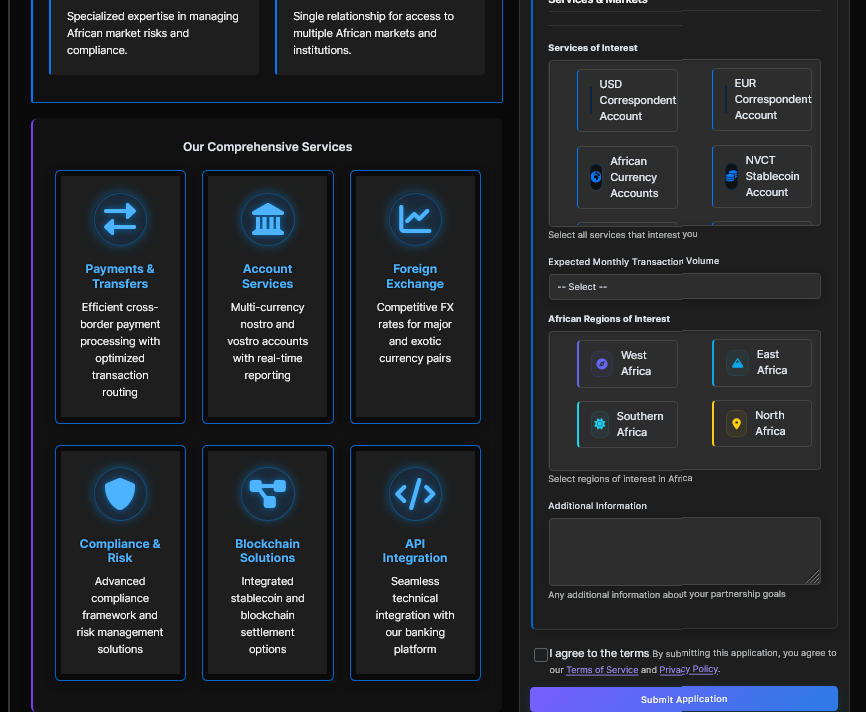 Specialized expertise in managing
African market risks and
compliance.
Single relationship for access to
multiple African markets and
institutions.
Our Comprehensive Services
Payments &
Transfers
Efficient cross-
border payment
processing with
optimized
transaction
routing
Account
Services
Multi-currency
nostro and
vostro accounts
with real-time
reporting
Foreign
Exchange
Competitive FX
rates for major
and exotic
currency pairs
Compliance &
Risk
Advanced
compliance
framework and
risk management
solutions
Blockchain
Solutions
Integrated
stablecoin and
blockchain
settlement
options
API
Integration
Seamless
technical
integration with
our banking
platform
Services & Markets
Services of Interest
USD
Correspondent
Account
EUR
Correspondent
Account
African
Currency
Accounts
NVCT
Stablecoin
Account
Select all services that interest you
Expected Monthly Transaction Volume
-- Select --
African Regions of Interest
West
Africa
East
Africa
Southern
Africa
North
Africa
Select regions of interest in Africa
Additional Information
Any additional information about your partnership goals
I agree to the terms By submitting this application, you agree to
our Terms of Service and Privacy Policy.
Submit Application